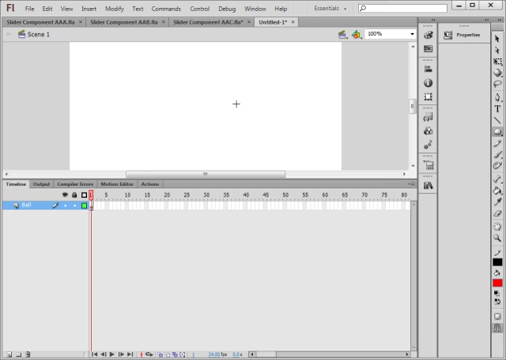 Fl File Edit View Insert Modify Text Commands Control Debug Window Help Essentials
Slider Component AAA.fla × Slider Component AAB.fla × Slider Component AAC.fla* × Untitled-1* ×
Scene 1 100%
Properties
Timeline Output Compiler Errors Motion Editor Actions
1 5 10 15 20 25 30 35 40 45 50 55 60 65 70 75 80
Ball
1 24.00 fps 0.0 s